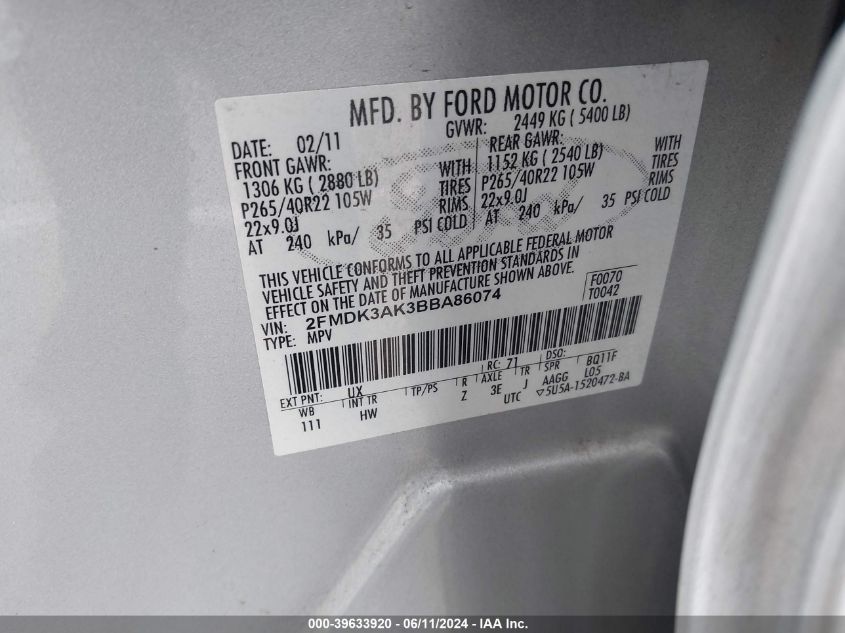 MFD. BY FORD MOTOR CO.
DATE: 02/11 GVWR: 2449 KG ( 5400 LB)
FRONT GAWR: REAR GAWR:
1306 KG ( 2880 LB) WITH 1152 KG ( 2540 LB) WITH
P265/40R22 105W TIRES P265/40R22 105W TIRES
22x9.0J RIMS 22x9.0J RIMS
AT 240 kPa/ 35 PSI COLD AT 240 kPa/ 35 PSI COLD
THIS VEHICLE CONFORMS TO ALL APPLICABLE FEDERAL MOTOR
VEHICLE SAFETY AND THEFT PREVENTION STANDARDS IN
EFFECT ON THE DATE OF MANUFACTURE SHOWN ABOVE.
F0070
T0042
VIN: 2FMDK3AK3BBA86074
TYPE: MPV
EXT PNT: UX RC: 71 DSO:
WB INT TR TP/PS R AXLE TR SPR BQ11F
111 HW Z 3E J AAGG L05
UTC ▽5U5A-1520472-BA
000-39633920 - 06/11/2024 - IAA Inc.